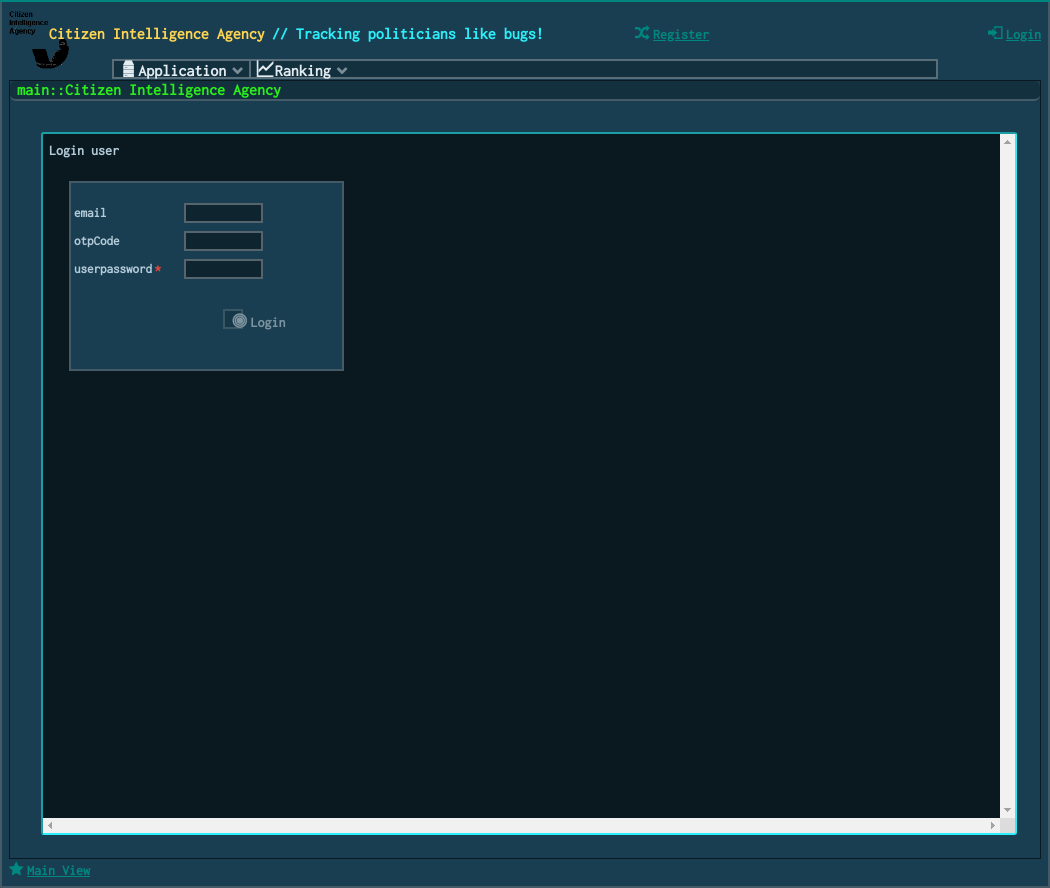 Citizen
Intelligence
Agency
Citizen Intelligence Agency // Tracking politicians like bugs!
Register
Login
Application
Ranking
main::Citizen Intelligence Agency
Login user
email
otpCode
userpassword*
Login
Main View